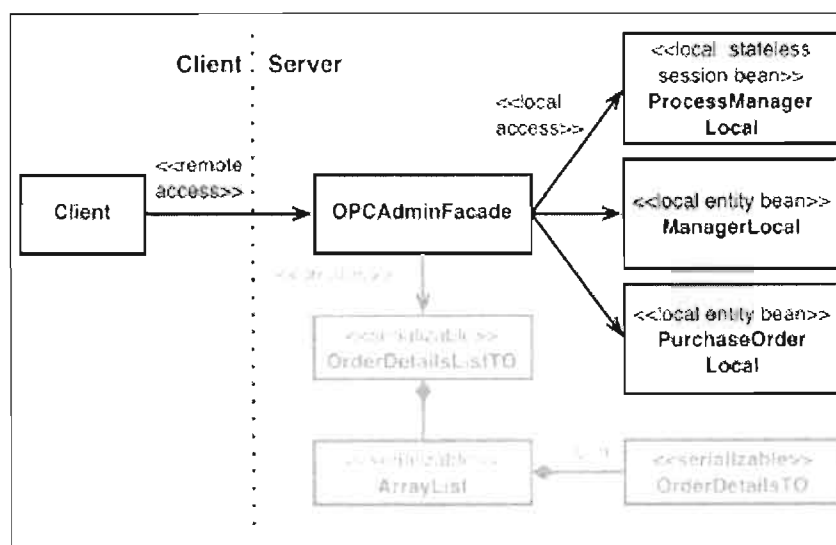 Client Server
<<local stateless
session bean>>
ProcessManager
Local
<<local
access>>
<<remote
access>>
Client
OPCAdminFacade
<<local entity bean>>
ManagerLocal
<<local entity bean>>
PurchaseOrder
Local
<<serializable>>
OrderDetailsListTO
<<serializable>>
ArrayList
<<serializable>>
OrderDetailsTO